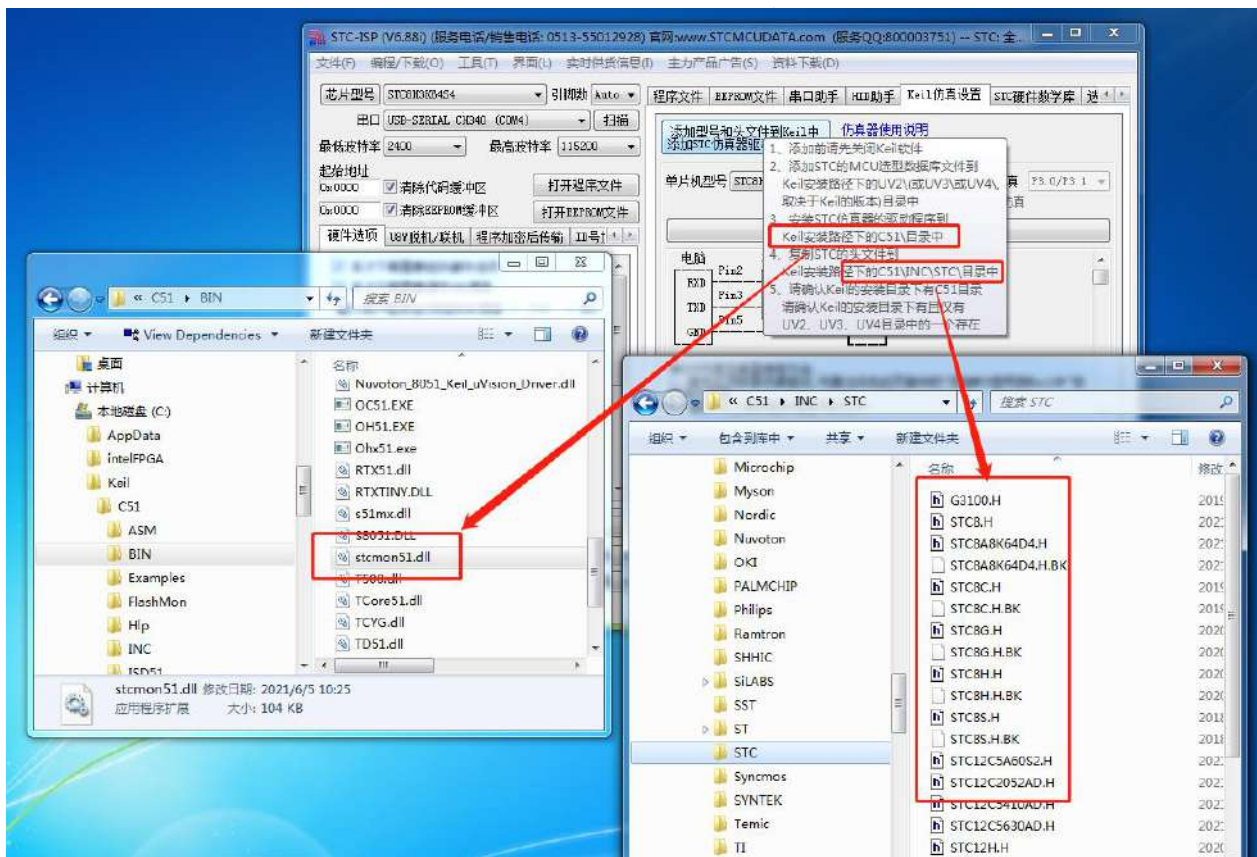 STC-ISP (V6.88i) (服务电话/销售电话: 0513-55012928) 官网:www.STCMCUDATA.com (服务QQ:800003751) -- STC: 全..
文件(F) 编程/下载(O) 工具(T) 界面(L) 实时供货信息(I) 主力产品广告(S) 资料下载(D)
芯片型号 STC8H3K64S4 引脚数 Auto
程序文件 EEPROM文件 串口助手 HID助手 Keil仿真设置 STC硬件数学库 选
串口 USB-SERIAL CH340 (COM4) 扫描
添加型号和头文件到Keil中 仿真器使用说明
最低波特率 2400 最高波特率 115200
起始地址
0x0000 清除代码缓冲区 打开程序文件
0x0000 清除EEPROM缓冲区 打开EEPROM文件
硬件选项 U8W脱机/联机 程序加密后传输 ID号
单片机型号
P3.0/P3.1
1、添加前请先关闭Keil软件
2、添加STC的MCU选型数据库文件到
Keil安装路径下的UV2\(或UV3\或UV4\,
取决于Keil的版本)目录中
3、安装STC仿真器的驱动程序到
Keil安装路径下的C51\目录中
4、复制STC的头文件到
Keil安装路径下的C51\INC\STC\目录中
5、请确认Keil的安装目录下有C51目录
请确认Keil的安装目录下有且仅有
UV2、UV3、UV4目录中的一个存在
电脑
RXD Pin2
TXD Pin3
GND Pin5
« C51 BIN
搜索 BIN
组织 View Dependencies 新建文件夹
桌面
计算机
本地磁盘 (C:)
AppData
intelFPGA
Keil
C51
ASM
BIN
Examples
FlashMon
Hlp
INC
ISD51
名称
Nuvoton_8051_Keil_uVision_Driver.dll
OC51.EXE
OH51.EXE
Ohx51.exe
RTX51.dll
RTXTINY.DLL
s51mx.dll
S8051.DLL
stcmon51.dll
TCore51.dll
TCYG.dll
TD51.dll
stcmon51.dll 修改日期: 2021/6/5 10:25
应用程序扩展 大小: 104 KB
« C51 INC STC
搜索 STC
组织 包含到库中 共享 新建文件夹
Microchip
Myson
Nordic
Nuvoton
OKI
PALMCHIP
Philips
Ramtron
SHHIC
SiLABS
SST
ST
STC
Syncmos
SYNTEK
Temic
TI
名称 修改
G3100.H
STC8.H
STC8A8K64D4.H
STC8A8K64D4.H.BK
STC8C.H
STC8C.H.BK
STC8G.H
STC8G.H.BK
STC8H.H
STC8H.H.BK
STC8S.H
STC8S.H.BK
STC12C5A60S2.H
STC12C2052AD.H
STC12C5410AD.H
STC12C5630AD.H
STC12H.H